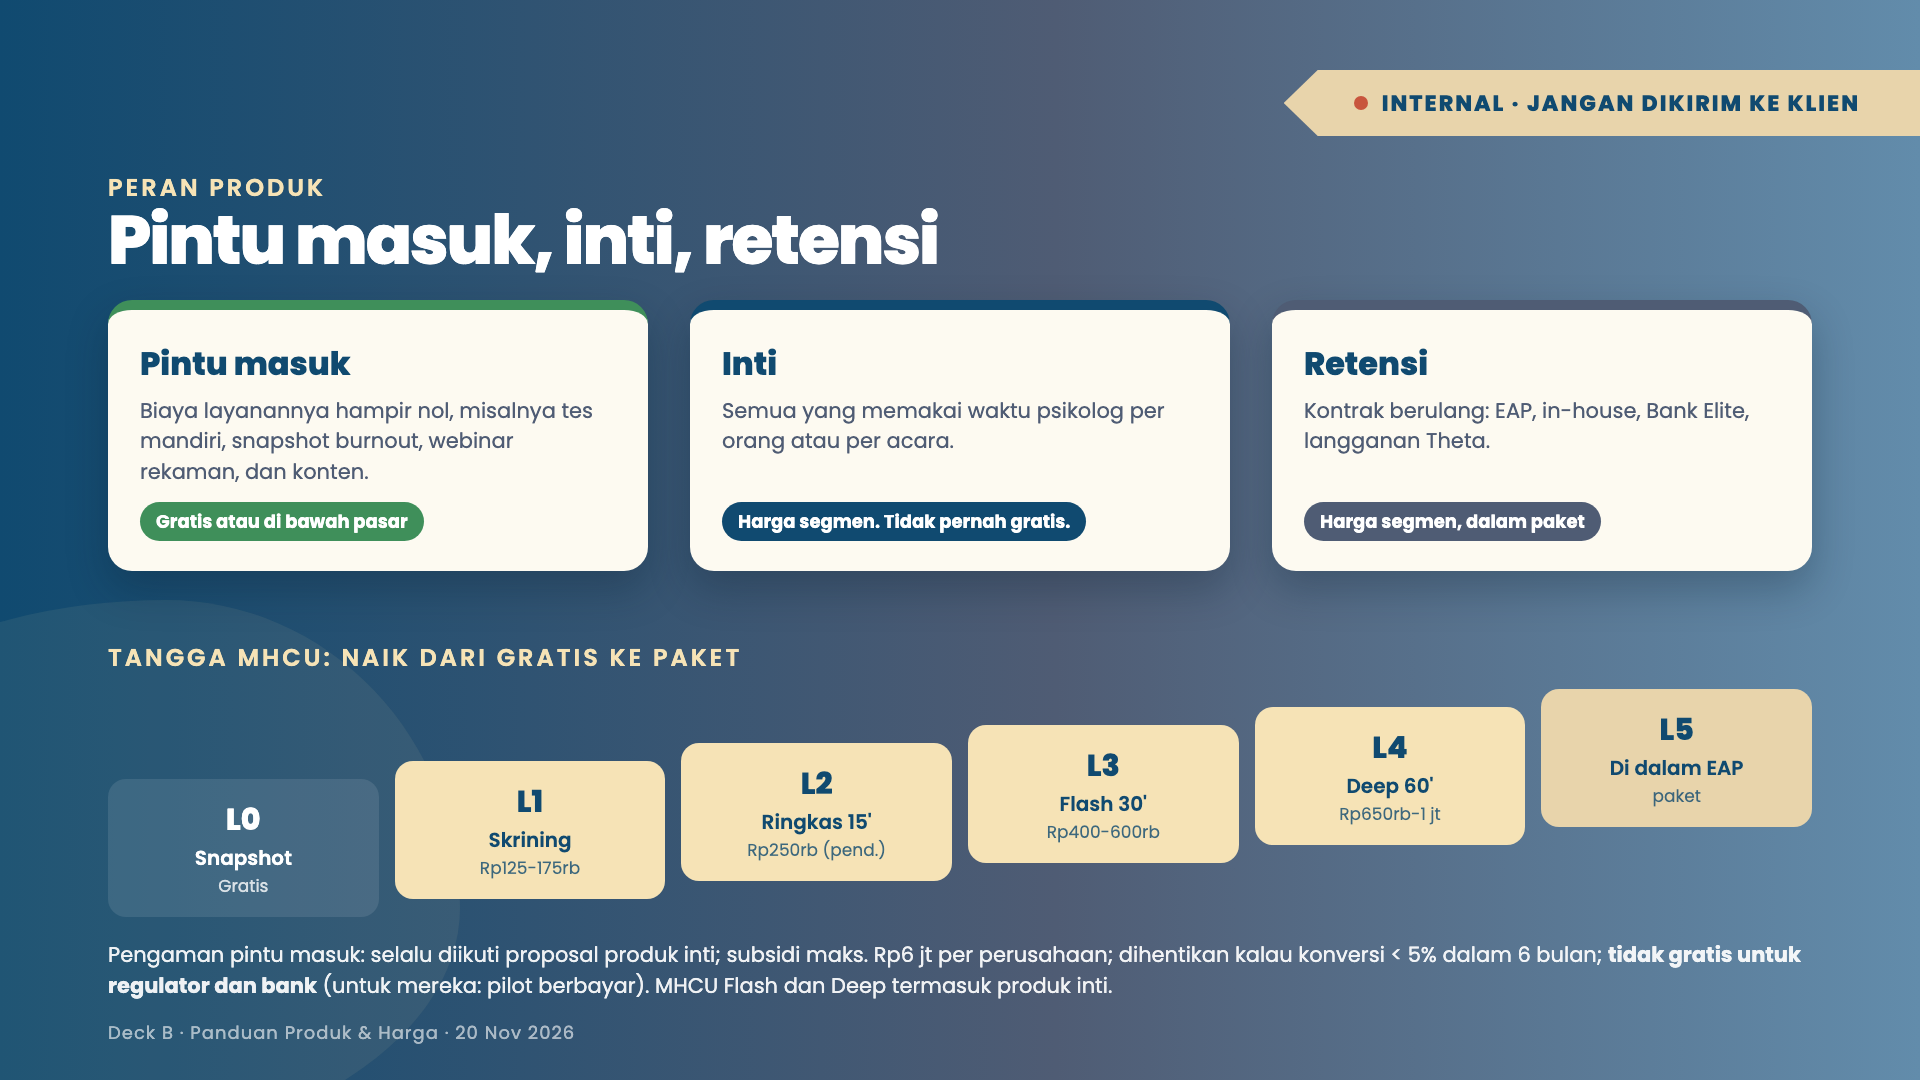 INTERNAL · JANGAN DIKIRIM KE KLIEN
PERAN PRODUK
Pintu masuk, inti, retensi
Pintu masuk
Biaya layanannya hampir nol, misalnya tes
mandiri, snapshot burnout, webinar
rekaman, dan konten.
Gratis atau di bawah pasar
Inti
Semua yang memakai waktu psikolog per
orang atau per acara.
Harga segmen. Tidak pernah gratis.
Retensi
Kontrak berulang: EAP, in-house, Bank Elite,
langganan Theta.
Harga segmen, dalam paket
TANGGA MHCU: NAIK DARI GRATIS KE PAKET
L0
Snapshot
Gratis
L1
Skrining
Rp125-175rb
L2
Ringkas 15'
Rp250rb (pend.)
L3
Flash 30'
Rp400-600rb
L4
Deep 60'
Rp650rb-1 jt
L5
Di dalam EAP
paket
Pengaman pintu masuk: selalu diikuti proposal produk inti; subsidi maks. Rp6 jt per perusahaan; dihentikan kalau konversi < 5% dalam 6 bulan; tidak gratis untuk
regulator dan bank (untuk mereka: pilot berbayar). MHCU Flash dan Deep termasuk produk inti.
Deck B · Panduan Produk & Harga · 20 Nov 2026